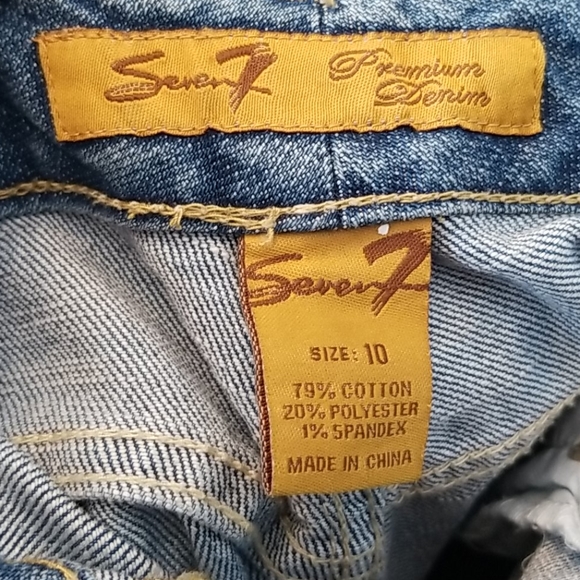 Seven7 Premium
Denim
Seven7
SIZE: 10
79% COTTON
20% POLYESTER
1% SPANDEX
MADE IN CHINA